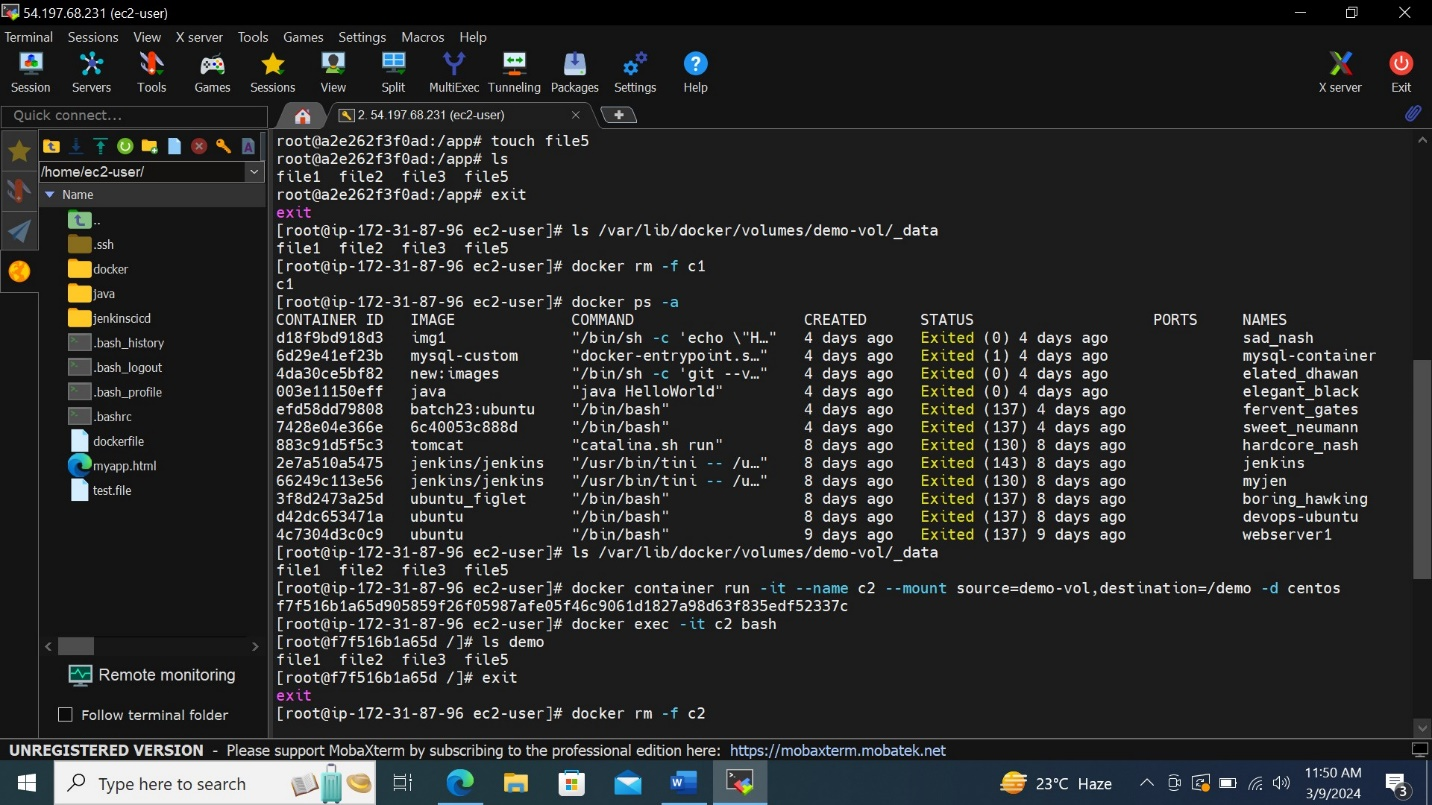 54.197.68.231 (ec2-user)
Terminal Sessions View X server Tools Games Settings Macros Help
Session Servers Tools Games Sessions View Split MultiExec Tunneling Packages Settings Help X server Exit
Quick connect...
2. 54.197.68.231 (ec2-user)
/home/ec2-user/
Name
..
.ssh
docker
java
jenkinscicd
.bash_history
.bash_logout
.bash_profile
.bashrc
dockerfile
myapp.html
test.file
Remote monitoring
Follow terminal folder
root@a2e262f3f0ad:/app# touch file5
root@a2e262f3f0ad:/app# ls
file1 file2 file3 file5
root@a2e262f3f0ad:/app# exit
exit
[root@ip-172-31-87-96 ec2-user]# ls /var/lib/docker/volumes/demo-vol/_data
file1 file2 file3 file5
[root@ip-172-31-87-96 ec2-user]# docker rm -f c1
c1
[root@ip-172-31-87-96 ec2-user]# docker ps -a
CONTAINER ID IMAGE COMMAND CREATED STATUS PORTS NAMES
d18f9bd918d3 img1 "/bin/sh -c 'echo \"H…" 4 days ago Exited (0) 4 days ago sad_nash
6d29e41ef23b mysql-custom "docker-entrypoint.s…" 4 days ago Exited (1) 4 days ago mysql-container
4da30ce5bf82 new:images "/bin/sh -c 'git --v…" 4 days ago Exited (0) 4 days ago elated_dhawan
003e11150eff java "java HelloWorld" 4 days ago Exited (0) 4 days ago elegant_black
efd58dd79808 batch23:ubuntu "/bin/bash" 4 days ago Exited (137) 4 days ago fervent_gates
7428e04e366e 6c40053c888d "/bin/bash" 4 days ago Exited (137) 4 days ago sweet_neumann
883c91d5f5c3 tomcat "catalina.sh run" 8 days ago Exited (130) 8 days ago hardcore_nash
2e7a510a5475 jenkins/jenkins "/usr/bin/tini -- /u…" 8 days ago Exited (143) 8 days ago jenkins
66249c113e56 jenkins/jenkins "/usr/bin/tini -- /u…" 8 days ago Exited (130) 8 days ago myjen
3f8d2473a25d ubuntu_figlet "/bin/bash" 8 days ago Exited (137) 8 days ago boring_hawking
d42dc653471a ubuntu "/bin/bash" 8 days ago Exited (137) 8 days ago devops-ubuntu
4c7304d3c0c9 ubuntu "/bin/bash" 9 days ago Exited (137) 9 days ago webserver1
[root@ip-172-31-87-96 ec2-user]# ls /var/lib/docker/volumes/demo-vol/_data
file1 file2 file3 file5
[root@ip-172-31-87-96 ec2-user]# docker container run -it --name c2 --mount source=demo-vol,destination=/demo -d centos
f7f516b1a65d905859f26f05987afe05f46c9061d1827a98d63f835edf52337c
[root@ip-172-31-87-96 ec2-user]# docker exec -it c2 bash
[root@f7f516b1a65d /]# ls demo
file1 file2 file3 file5
[root@f7f516b1a65d /]# exit
exit
[root@ip-172-31-87-96 ec2-user]# docker rm -f c2
UNREGISTERED VERSION - Please support MobaXterm by subscribing to the professional edition here: https://mobaxterm.mobatek.net
Type here to search
23°C Haze
11:50 AM
3/9/2024
3